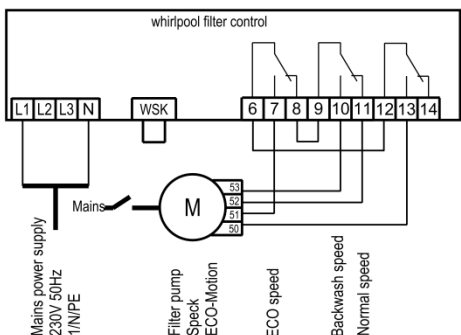 whirlpool filter control
L1 L2 L3 N
WSK
6 7 8 9 10 11 12 13 14
Mains
M
53
52
51
50
Mains power supply
230V 50Hz
1/N/PE
Filter pump
Speck
ECO-Motion
ECO speed
Backwash speed
Normal speed